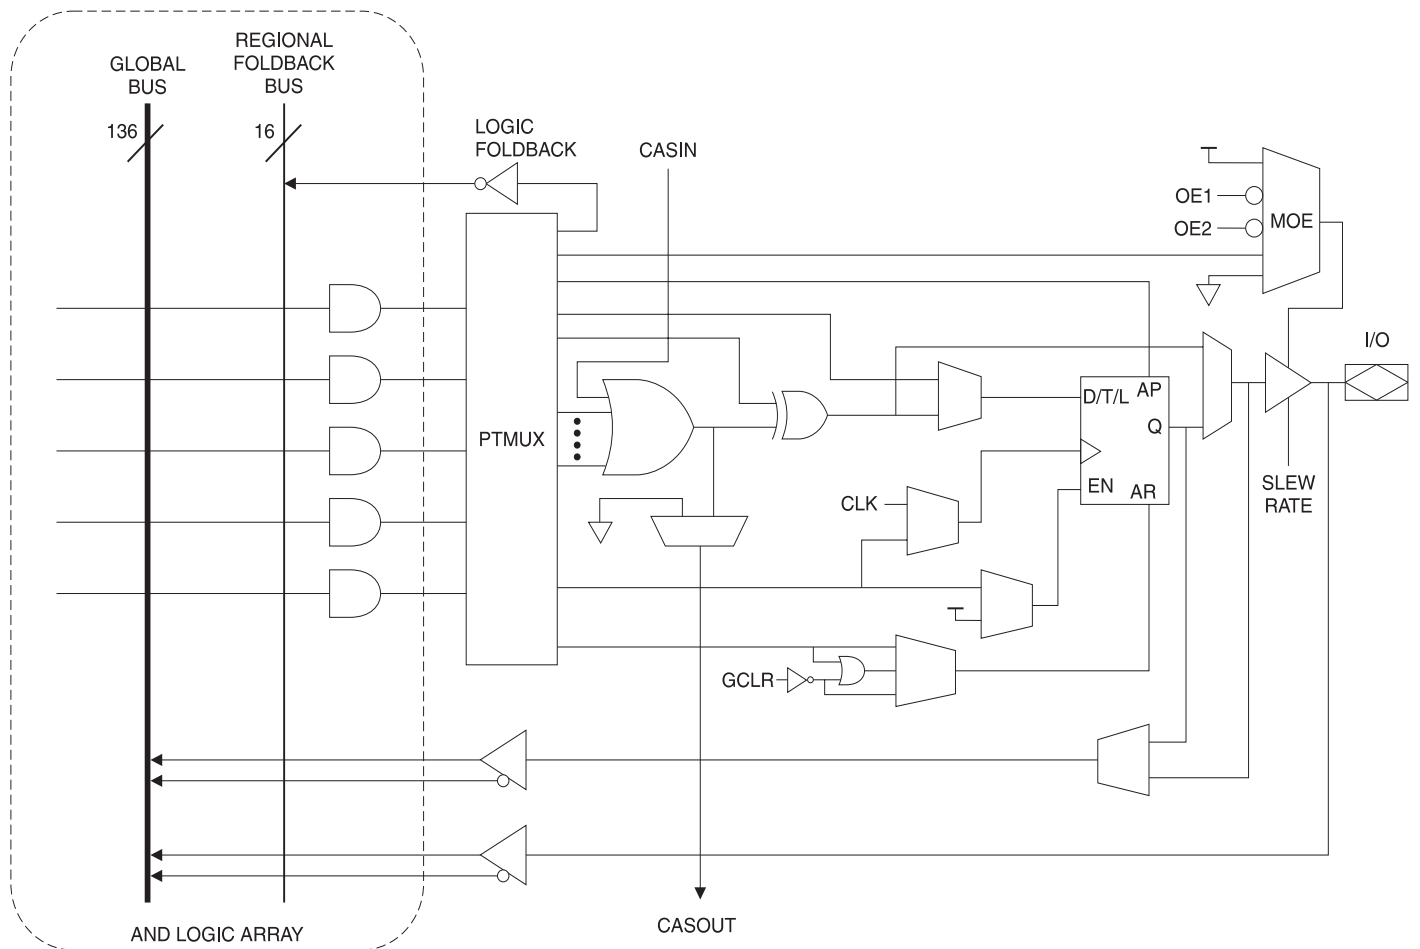 GLOBAL
BUS
136
REGIONAL
FOLDBACK
BUS
16
LOGIC
FOLDBACK
CASIN
OE1
OE2
MOE
I/O
PTMUX
D/T/L
AP
Q
EN
AR
CLK
SLEW
RATE
GCLR
CASOUT
AND LOGIC ARRAY